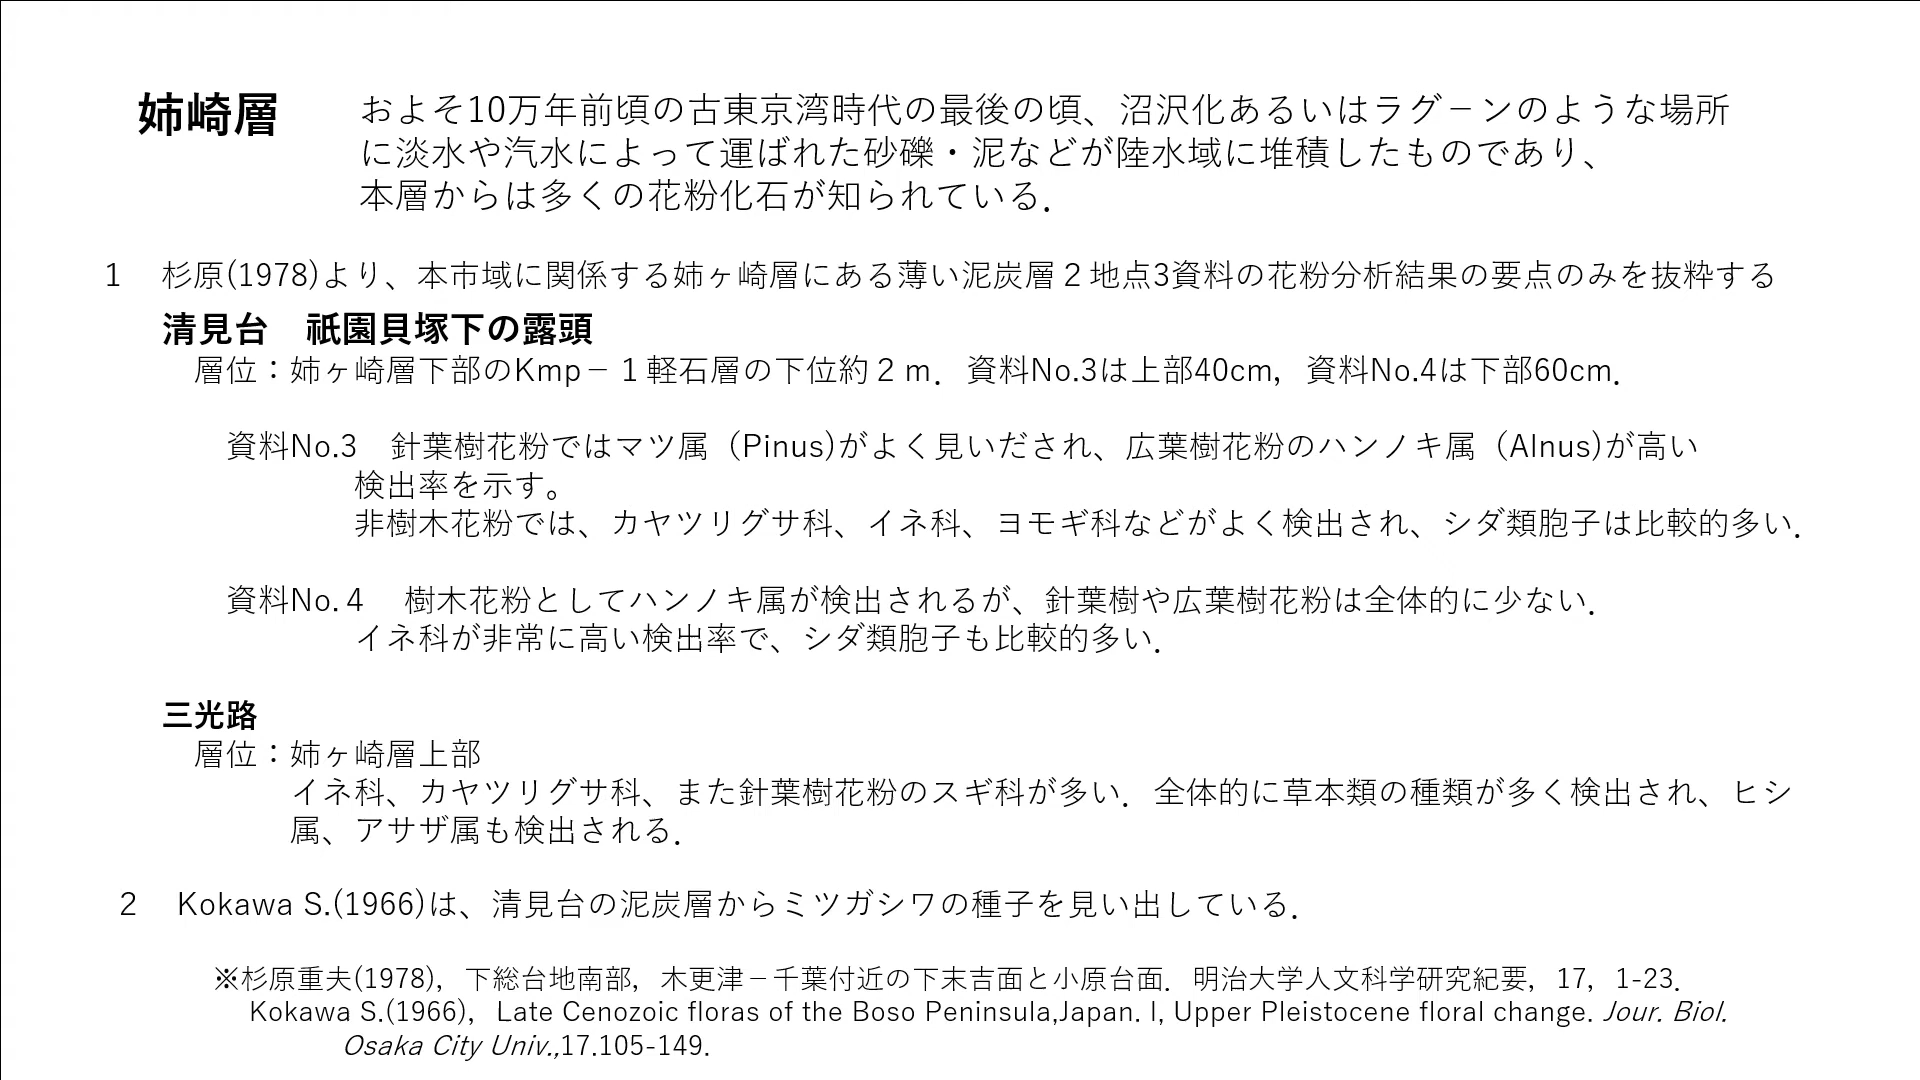 姉崎層　およそ10万年前頃の古東京湾時代の最後の頃、沼沢化あるいはラグ－ンのような場所
に淡水や汽水によって運ばれた砂礫・泥などが陸水域に堆積したものであり、
本層からは多くの花粉化石が知られている．
1　杉原(1978)より、本市域に関係する姉ヶ崎層にある薄い泥炭層２地点3資料の花粉分析結果の要点のみを抜粋する
清見台　祇園貝塚下の露頭
層位：姉ヶ崎層下部のKmp－１軽石層の下位約２m．資料No.3は上部40cm，資料No.4は下部60cm．
資料No.3　針葉樹花粉ではマツ属（Pinus)がよく見いだされ、広葉樹花粉のハンノキ属（Alnus)が高い
検出率を示す。
非樹木花粉では、カヤツリグサ科、イネ科、ヨモギ科などがよく検出され、シダ類胞子は比較的多い．
資料No.４　樹木花粉としてハンノキ属が検出されるが、針葉樹や広葉樹花粉は全体的に少ない．
イネ科が非常に高い検出率で、シダ類胞子も比較的多い．
三光路
層位：姉ヶ崎層上部
イネ科、カヤツリグサ科、また針葉樹花粉のスギ科が多い．全体的に草本類の種類が多く検出され、ヒシ
属、アサザ属も検出される．
2　Kokawa S.(1966)は、清見台の泥炭層からミツガシワの種子を見い出している．
※杉原重夫(1978)，下総台地南部，木更津－千葉付近の下末吉面と小原台面．明治大学人文科学研究紀要，17，1-23．
Kokawa S.(1966)，Late Cenozoic floras of the Boso Peninsula,Japan. I, Upper Pleistocene floral change. Jour. Biol.
Osaka City Univ.,17.105-149.